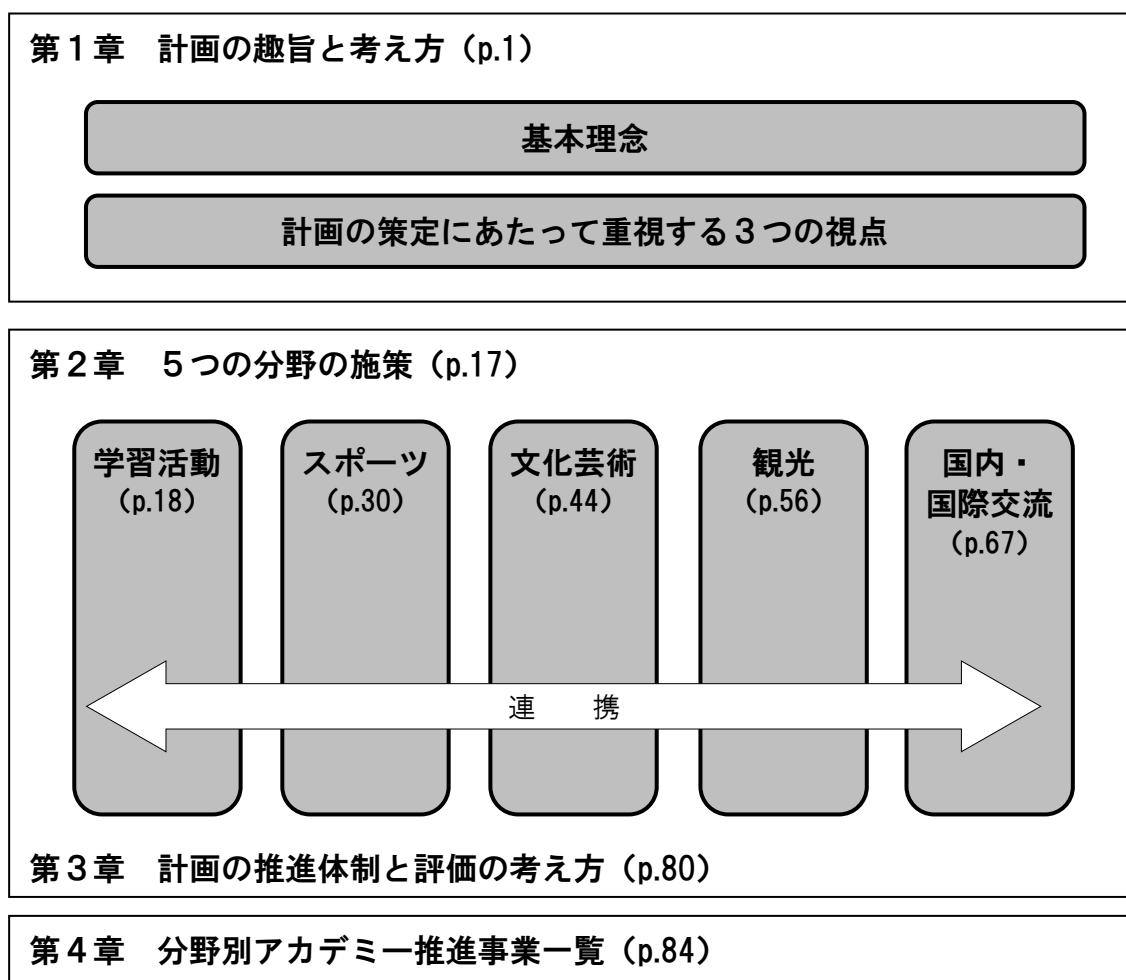 第１章　計画の趣旨と考え方（p.1）
基本理念
計画の策定にあたって重視する３つの視点
第２章　５つの分野の施策（p.17）
学習活動
（p.18）
スポーツ
（p.30）
文化芸術
（p.44）
観光
（p.56）
国内・
国際交流
（p.67）
連　携
第３章　計画の推進体制と評価の考え方（p.80）
第４章　分野別アカデミー推進事業一覧（p.84）